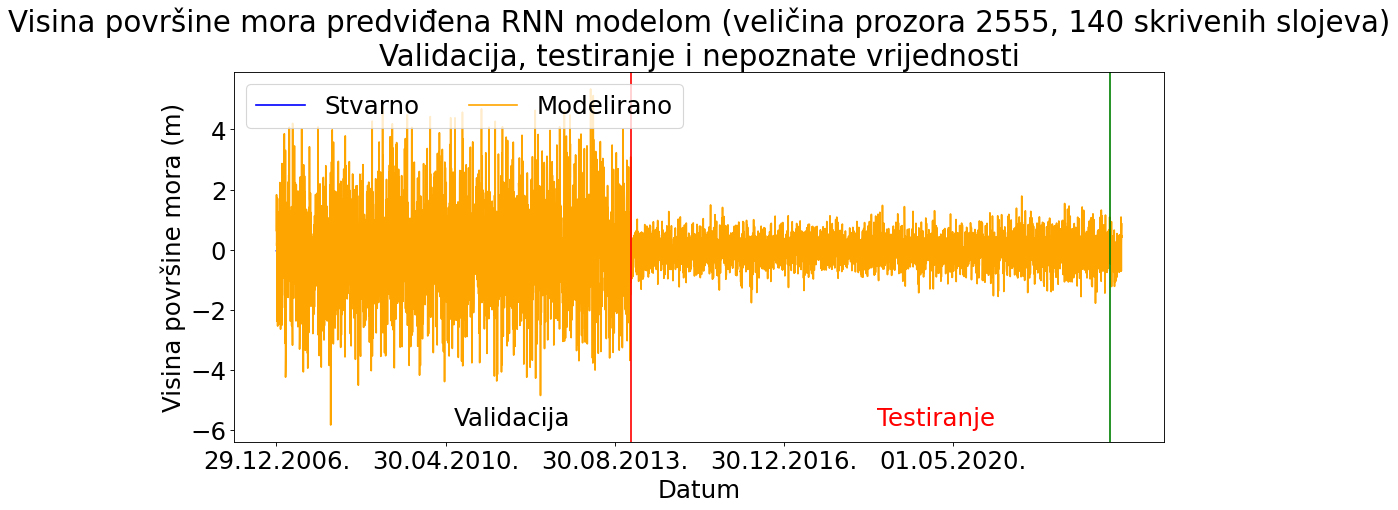 Visina površine mora predviđena RNN modelom (veličina prozora 2555, 140 skrivenih slojeva)
Validacija, testiranje i nepoznate vrijednosti
Stvarno Modelirano
Visina površine mora (m)
4
2
0
−2
−4
−6
Validacija Testiranje
29.12.2006. 30.04.2010. 30.08.2013. 30.12.2016. 01.05.2020.
Datum